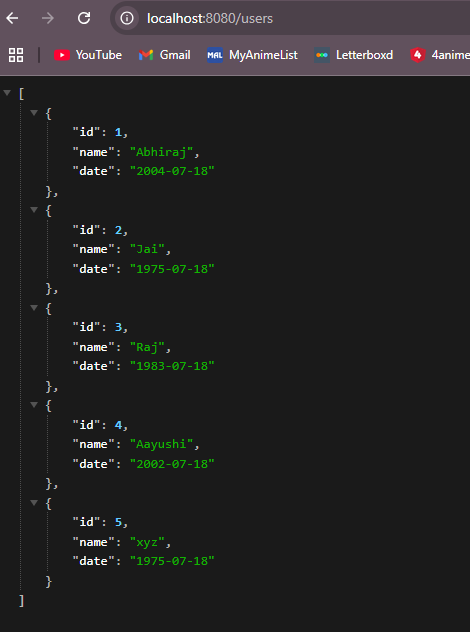 localhost:8080/users
YouTube Gmail MAL MyAnimeList Letterboxd 4 4anime
[
{
"id": 1,
"name": "Abhiraj",
"date": "2004-07-18"
},
{
"id": 2,
"name": "Jai",
"date": "1975-07-18"
},
{
"id": 3,
"name": "Raj",
"date": "1983-07-18"
},
{
"id": 4,
"name": "Aayushi",
"date": "2002-07-18"
},
{
"id": 5,
"name": "xyz",
"date": "1975-07-18"
}
]